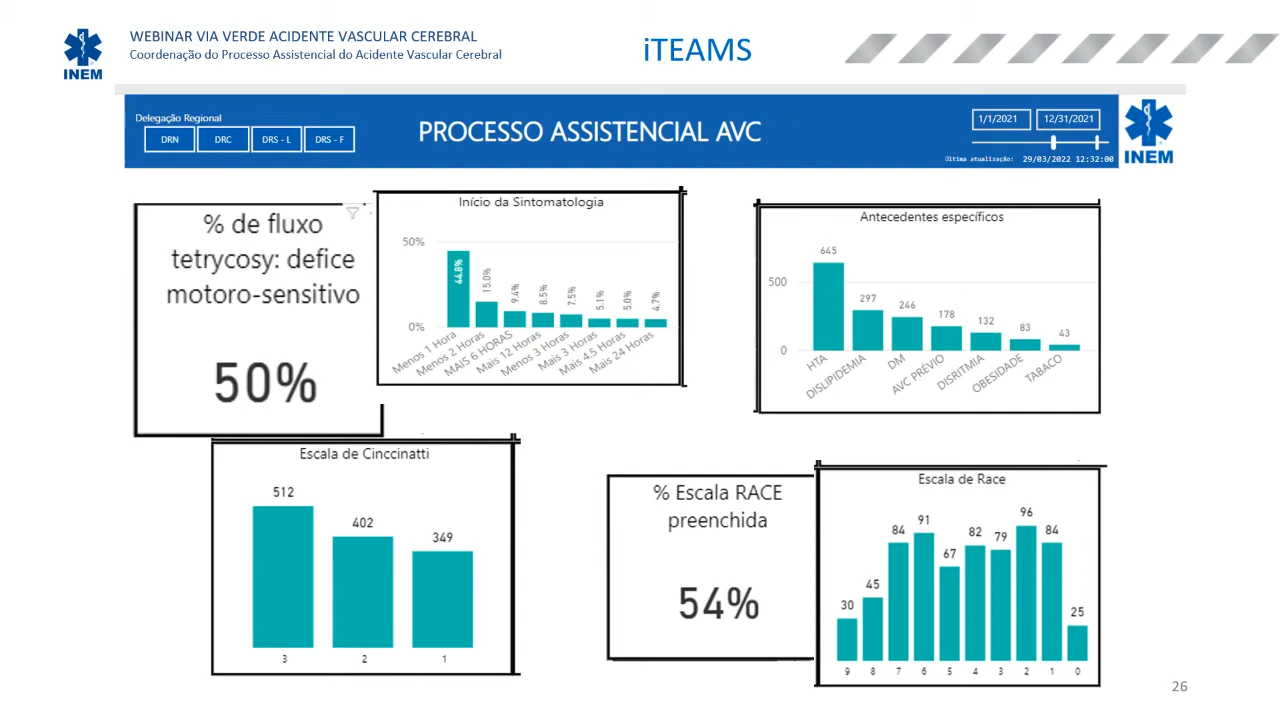 WEBINAR VIA VERDE ACIDENTE VASCULAR CEREBRAL
Coordenação do Processo Assistencial do Acidente Vascular Cerebral
INEM
iTEAMS
Delegação Regional
DRN
DRC
DRS - L
DRS - F
PROCESSO ASSISTENCIAL AVC
1/1/2021
12/31/2021
Última atualização: 29/03/2022 12:32:00
INEM
% de fluxo
tetrycosy: defice
motoro-sensitivo
50%
Início da Sintomatologia
50%
0%
44.8%
15.0%
9.4%
8.5%
7.5%
5.1%
5.0%
4.7%
Menos 1 Hora
Menos 2 Horas
MAIS 6 HORAS
Mais 12 Horas
Menos 3 Horas
Mais 3 Horas
Mais 4.5 Horas
Mais 24 Horas
Antecedentes específicos
500
0
645
297
246
178
132
83
43
HTA
DISLIPIDEMIA
DM
AVC PRÉVIO
DISRITMIA
OBESIDADE
TABACO
Escala de Cinccinatti
512
402
349
3
2
1
% Escala RACE
preenchida
54%
Escala de Race
30
45
84
91
67
82
79
96
84
25
9
8
7
6
5
4
3
2
1
0
26